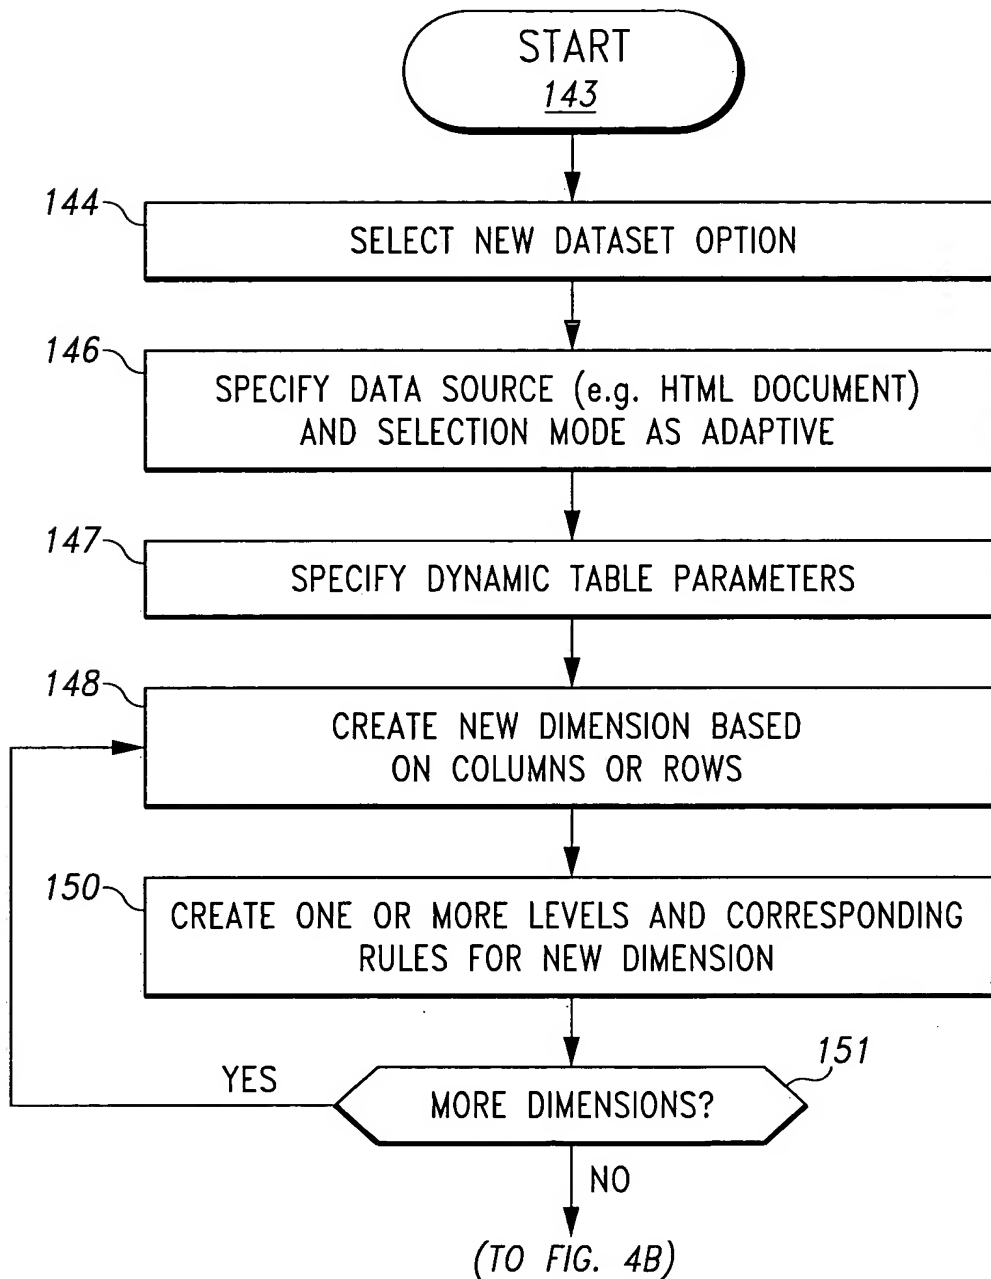 START
143
144
SELECT NEW DATASET OPTION
146
SPECIFY DATA SOURCE (e.g. HTML DOCUMENT)
AND SELECTION MODE AS ADAPTIVE
147
SPECIFY DYNAMIC TABLE PARAMETERS
148
CREATE NEW DIMENSION BASED
ON COLUMNS OR ROWS
150
CREATE ONE OR MORE LEVELS AND CORRESPONDING
RULES FOR NEW DIMENSION
151
YES
MORE DIMENSIONS?
NO
(TO FIG. 4B)